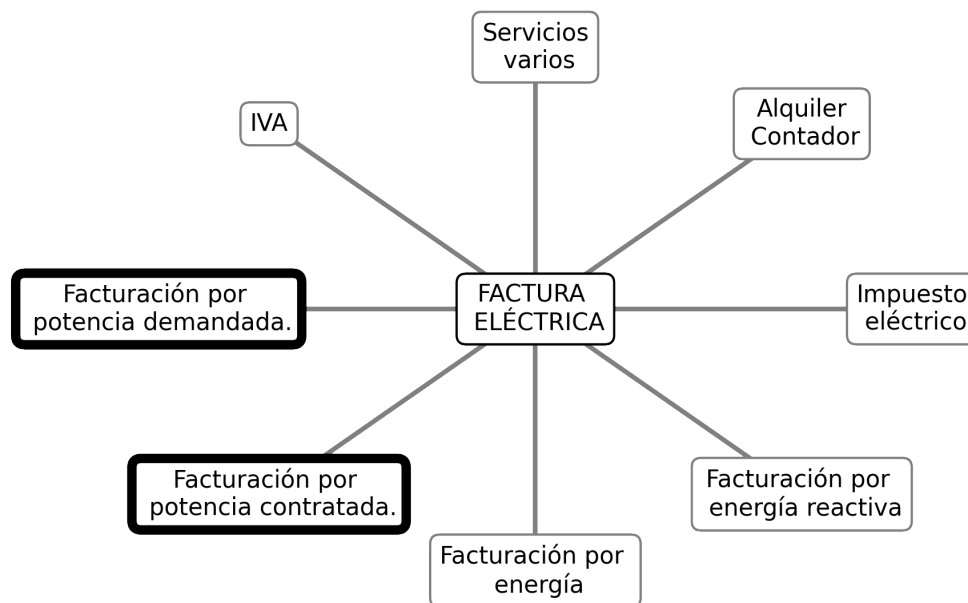 Servicios
varios
Alquiler
Contador
IVA
Facturación por
potencia demandada.
FACTURA
ELÉCTRICA
Impuesto
eléctrico
Facturación por
potencia contratada.
Facturación por
energía reactiva
Facturación por
energía